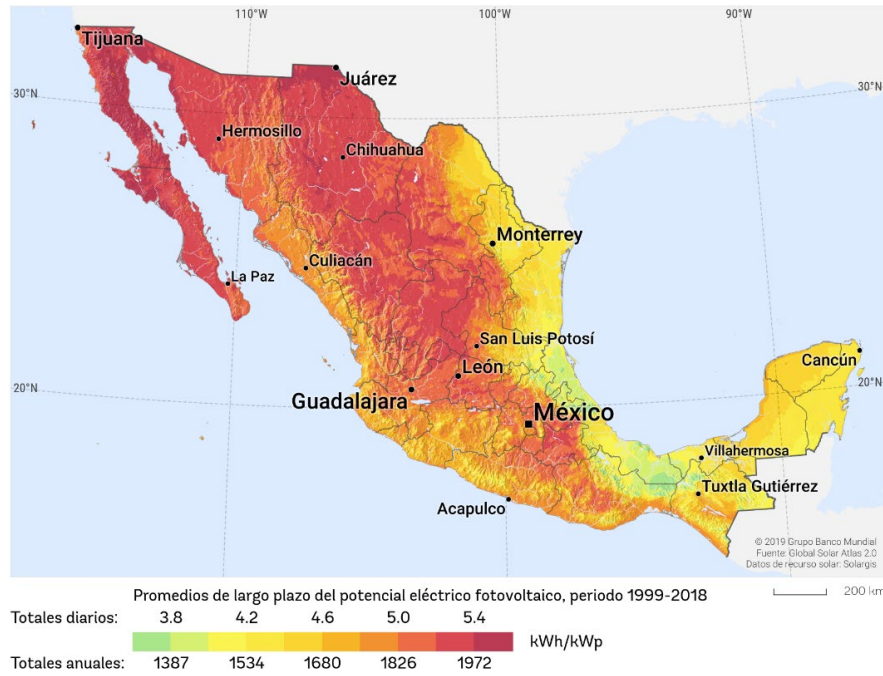 110°W
100°W
90°W
Tijuana
Juárez
30°N
30°N
Hermosillo
Chihuahua
Monterrey
Culiacán
La Paz
San Luis Potosí
Cancún
León
20°N
20°N
Guadalajara
México
Villahermosa
Tuxtla Gutiérrez
Acapulco
© 2019 Grupo Banco Mundial
Fuente: Global Solar Atlas 2.0
Datos de recurso solar: Solargis
Promedios de largo plazo del potencial eléctrico fotovoltaico, periodo 1999-2018
200 km
Totales diarios: 3.8 4.2 4.6 5.0 5.4
kWh/kWp
Totales anuales: 1387 1534 1680 1826 1972